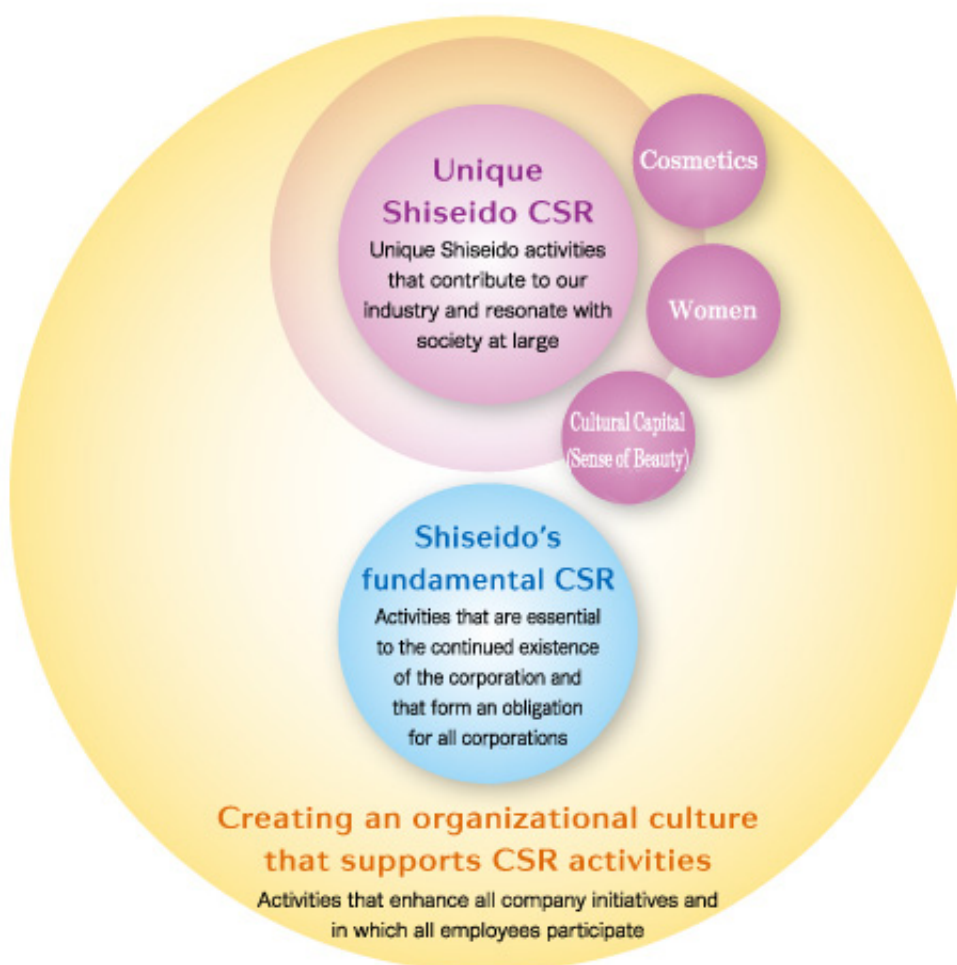 Unique
Shiseido CSR
Unique Shiseido activities
that contribute to our
industry and resonate with
society at large
Cosmetics
Women
Cultural Capital
(Sense of Beauty)
Shiseido's
fundamental CSR
Activities that are essential
to the continued existence
of the corporation and
that form an obligation
for all corporations
Creating an organizational culture
that supports CSR activities
Activities that enhance all company initiatives and
in which all employees participate